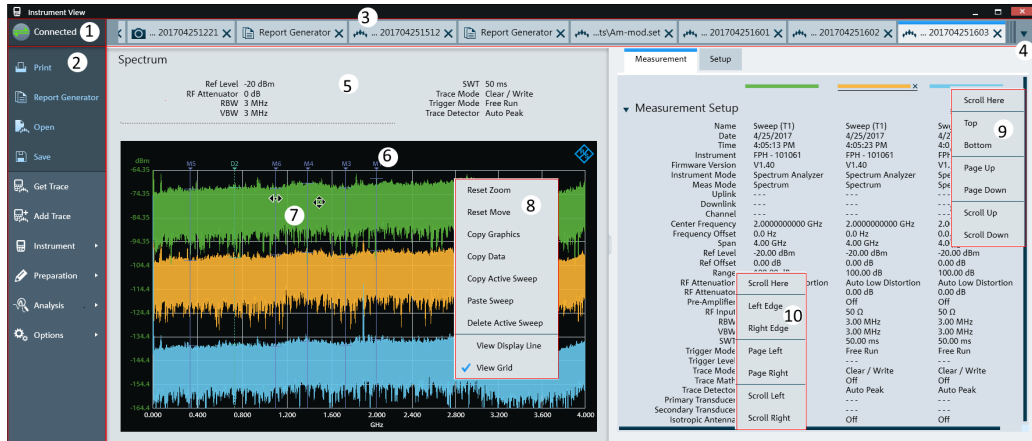 Instrument View
Connected 1
... 201704251221 X
Report Generator X
3
... 201704251512 X
Report Generator X
...ts\Am-mod.set X
... 201704251601 X
... 201704251602 X
... 201704251603 X
4
2
Print
Report Generator
Open
Save
Get Trace
Add Trace
Instrument
Preparation
Analysis
Options
Spectrum
5
Ref Level -20 dBm
RF Attenuator 0 dB
RBW 3 MHz
VBW 3 MHz
SWT 50 ms
Trace Mode Clear / Write
Trigger Mode Free Run
Trace Detector Auto Peak
6
dBm
M5 D2 M6 M4 M3
-64.35
-74.35
-84.35
-94.35
-104.4
-114.4
-124.4
-134.4
-144.4
-154.4
-164.4
7
0.000 0.400 0.800 1.200 1.600 2.000 2.400 2.800 3.200 3.600 4.000
GHz
8
Reset Zoom
Reset Move
Copy Graphics
Copy Data
Copy Active Sweep
Paste Sweep
Delete Active Sweep
View Display Line
View Grid
Measurement Setup
Measurement Setup
Name Sweep (T1) Sweep (T1)
Date 4/25/2017 4/25/2017
Time 4:05:13 PM 4:05:23 PM
Instrument FPH - 101061 FPH - 101061
Firmware Version V1.40 V1.40 V1.
Instrument Mode Spectrum Analyzer Spectrum Analyzer
Meas Mode Spectrum Spectrum
Uplink --- ---
Downlink --- ---
Channel --- ---
Center Frequency 2.0000000000 GHz 2.0000000000 GHz
Frequency Offset 0.0 Hz 0.0 Hz
Span 4.00 GHz 4.00 GHz
Ref Level -20.00 dBm -20.00 dBm -20.00 dBm
Ref Offset 0.00 dB 0.00 dB 0.00 dB
Range 100.00 dB 100.00 dB 100.00 dB
RF Attenuation Auto Low Distortion Auto Low Distortion
RF Attenuator 0.00 dB 0.00 dB
Pre-Amplifier Off Off
RF Input 50 Ω 50 Ω
RBW 3.00 MHz 3.00 MHz
VBW 3.00 MHz 3.00 MHz
SWT 50.00 ms 50.00 ms
Trigger Mode Free Run Free Run
Trigger Level --- ---
Trace Mode Clear / Write Clear / Write
Trace Math Off Off
Trace Detector Auto Peak Auto Peak
Primary Transducer --- ---
Secondary Transducer --- ---
Isotropic Antenna Off Off
9
Scroll Here
Top
Bottom
Page Up
Page Down
Scroll Up
Scroll Down
10
Scroll Here
Left Edge
Right Edge
Page Left
Page Right
Scroll Left
Scroll Right